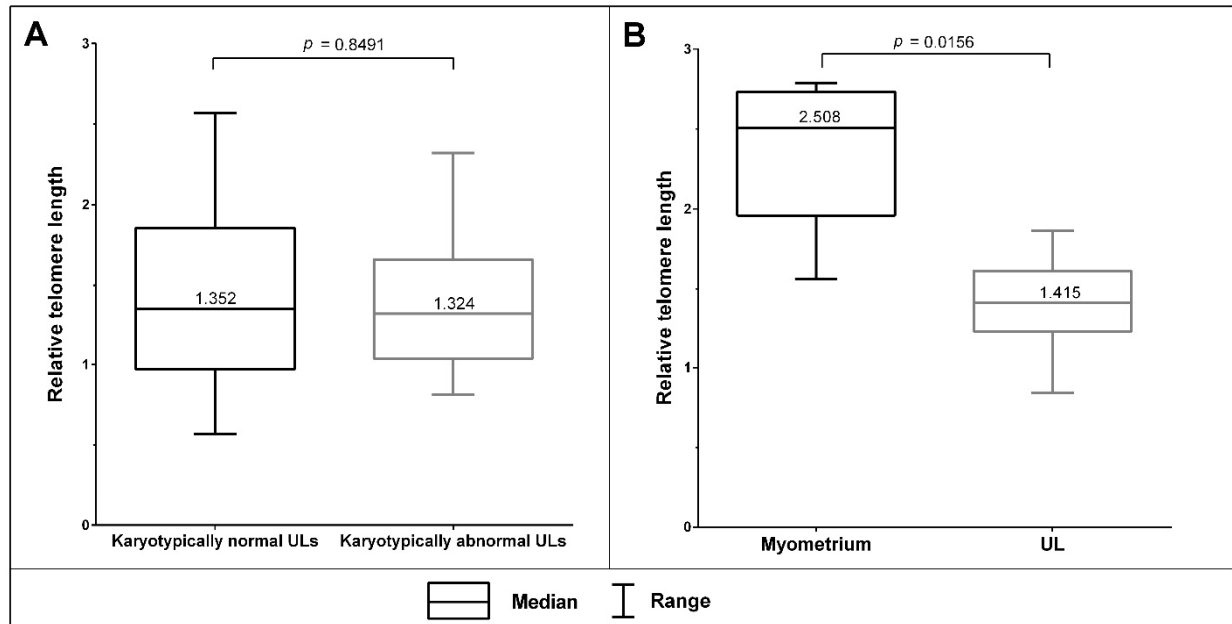 A
p = 0.8491
3
2
1
0
Relative telomere length
1.352
1.324
Karyotypically normal ULs
Karyotypically abnormal ULs
B
p = 0.0156
3
2
1
0
Relative telomere length
2.508
1.415
Myometrium
UL
Median
Range